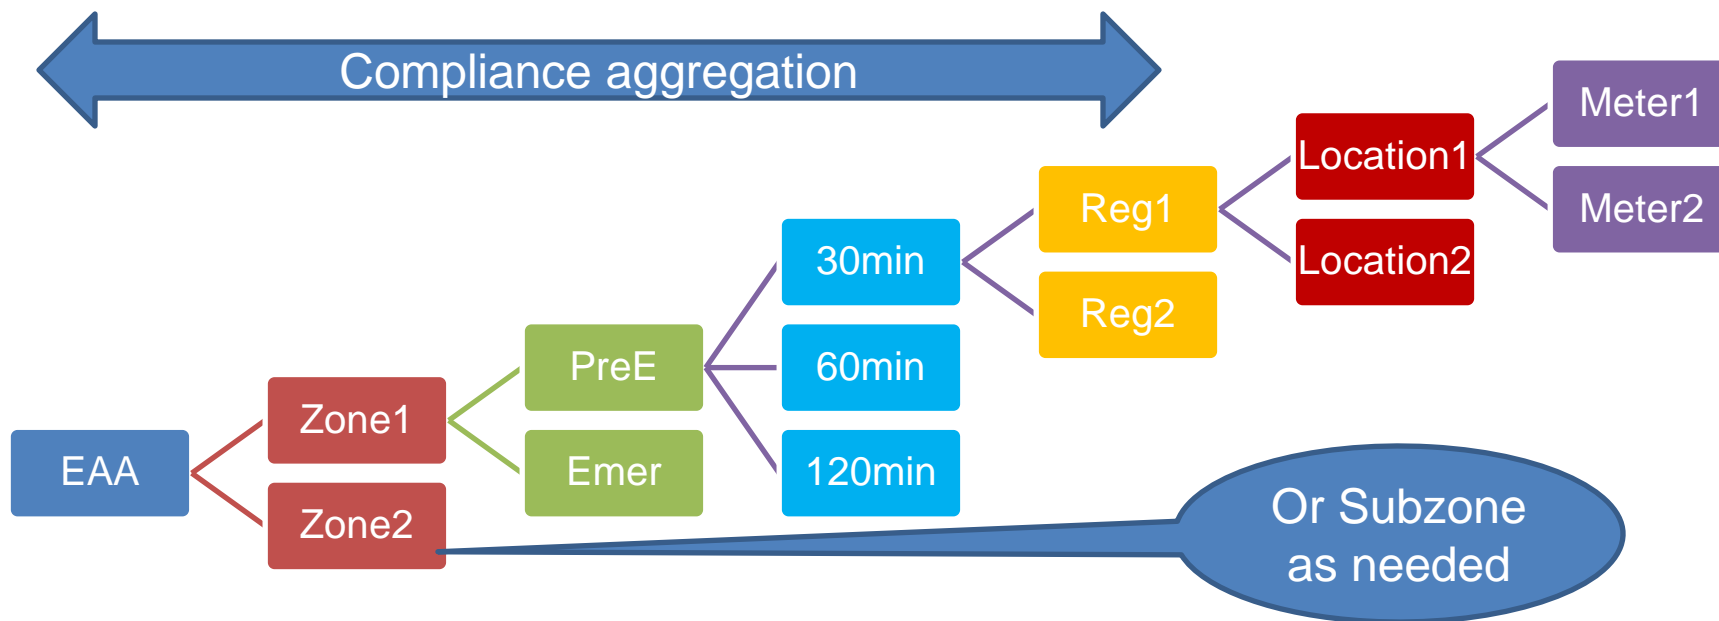 Compliance aggregation
Meter1
Location1
Meter2
Reg1
30min
Location2
Reg2
PreE
60min
Zone1
EAA
Emer
120min
Zone2
Or Subzone
as needed